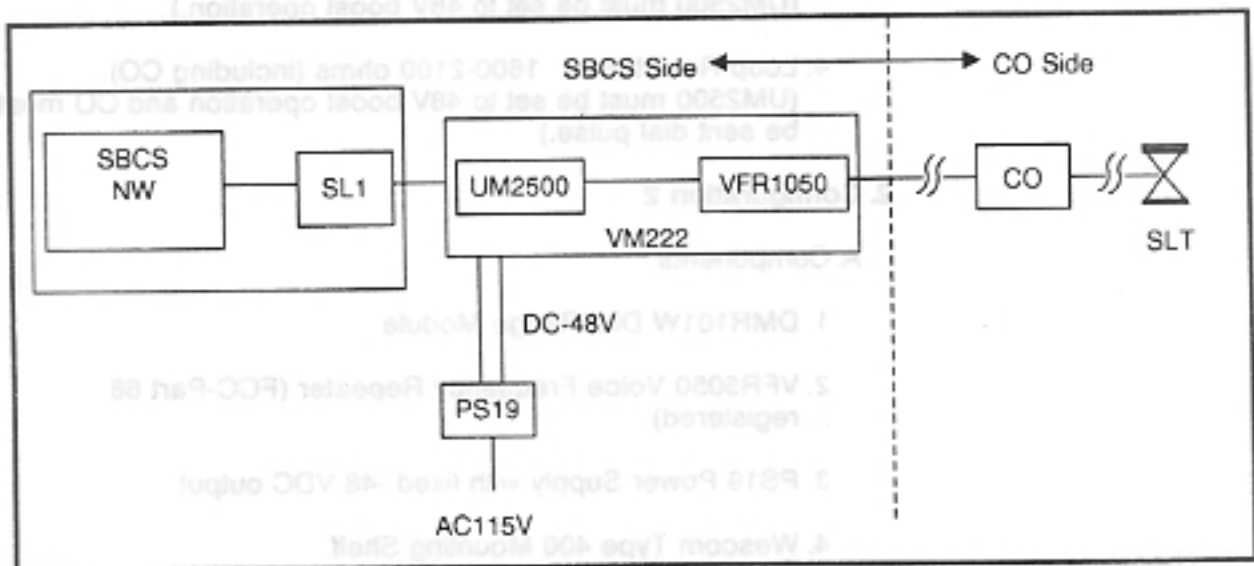 (UM2500 must be set to 48V boost operation.)
SBCS Side
CO Side
4. Loop
1600-2100 ohms (including CO)
(UM2500 must be set to 48V boost operation and CO must
be sent dial pulse.)
SBCS
NW
SL1
UM2500
VFR1050
CO
VM222
SLT
2. Configuration 2
A. Components
1. DMR101W
Module
DC-48V
2. VFR5050 Voice Frequency Repeater (FCC-Part 68
registered)
PS19
3. PS19 Power Supply with fixed -48 VDC output
AC115V
4. Wescom Type 400 Mounting Shelf